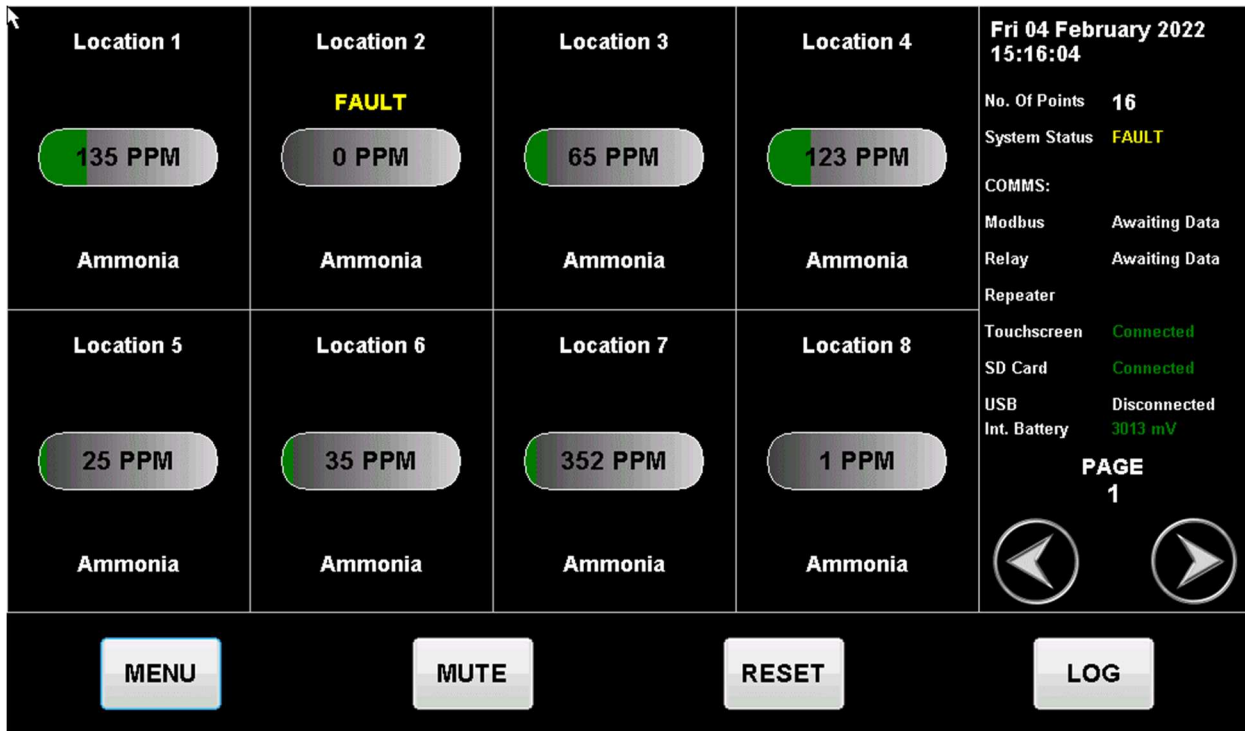 Location 1
Location 2
Location 3
Location 4
FAULT
135 PPM
0 PPM
65 PPM
123 PPM
Ammonia
Ammonia
Ammonia
Ammonia
Location 5
Location 6
Location 7
Location 8
25 PPM
35 PPM
352 PPM
1 PPM
Ammonia
Ammonia
Ammonia
Ammonia
Fri 04 February 2022
15:16:04
No. Of Points 16
System Status FAULT
COMMS:
Modbus Awaiting Data
Relay Awaiting Data
Repeater
Touchscreen Connected
SD Card Connected
USB Disconnected
Int. Battery 3013 mV
PAGE
1
MENU
MUTE
RESET
LOG